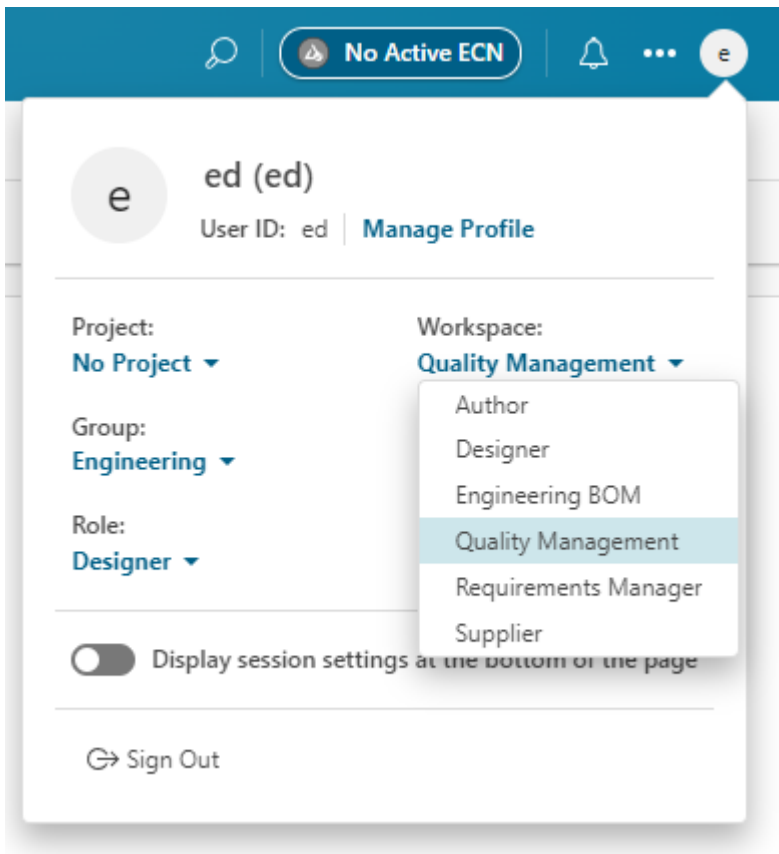 No Active ECN
e
e
ed (ed)
User ID: ed
Manage Profile
Project:
No Project
Workspace:
Quality Management
Author
Designer
Engineering BOM
Quality Management
Requirements Manager
Supplier
Group:
Engineering
Role:
Designer
Display session settings at the bottom of the page
Sign Out